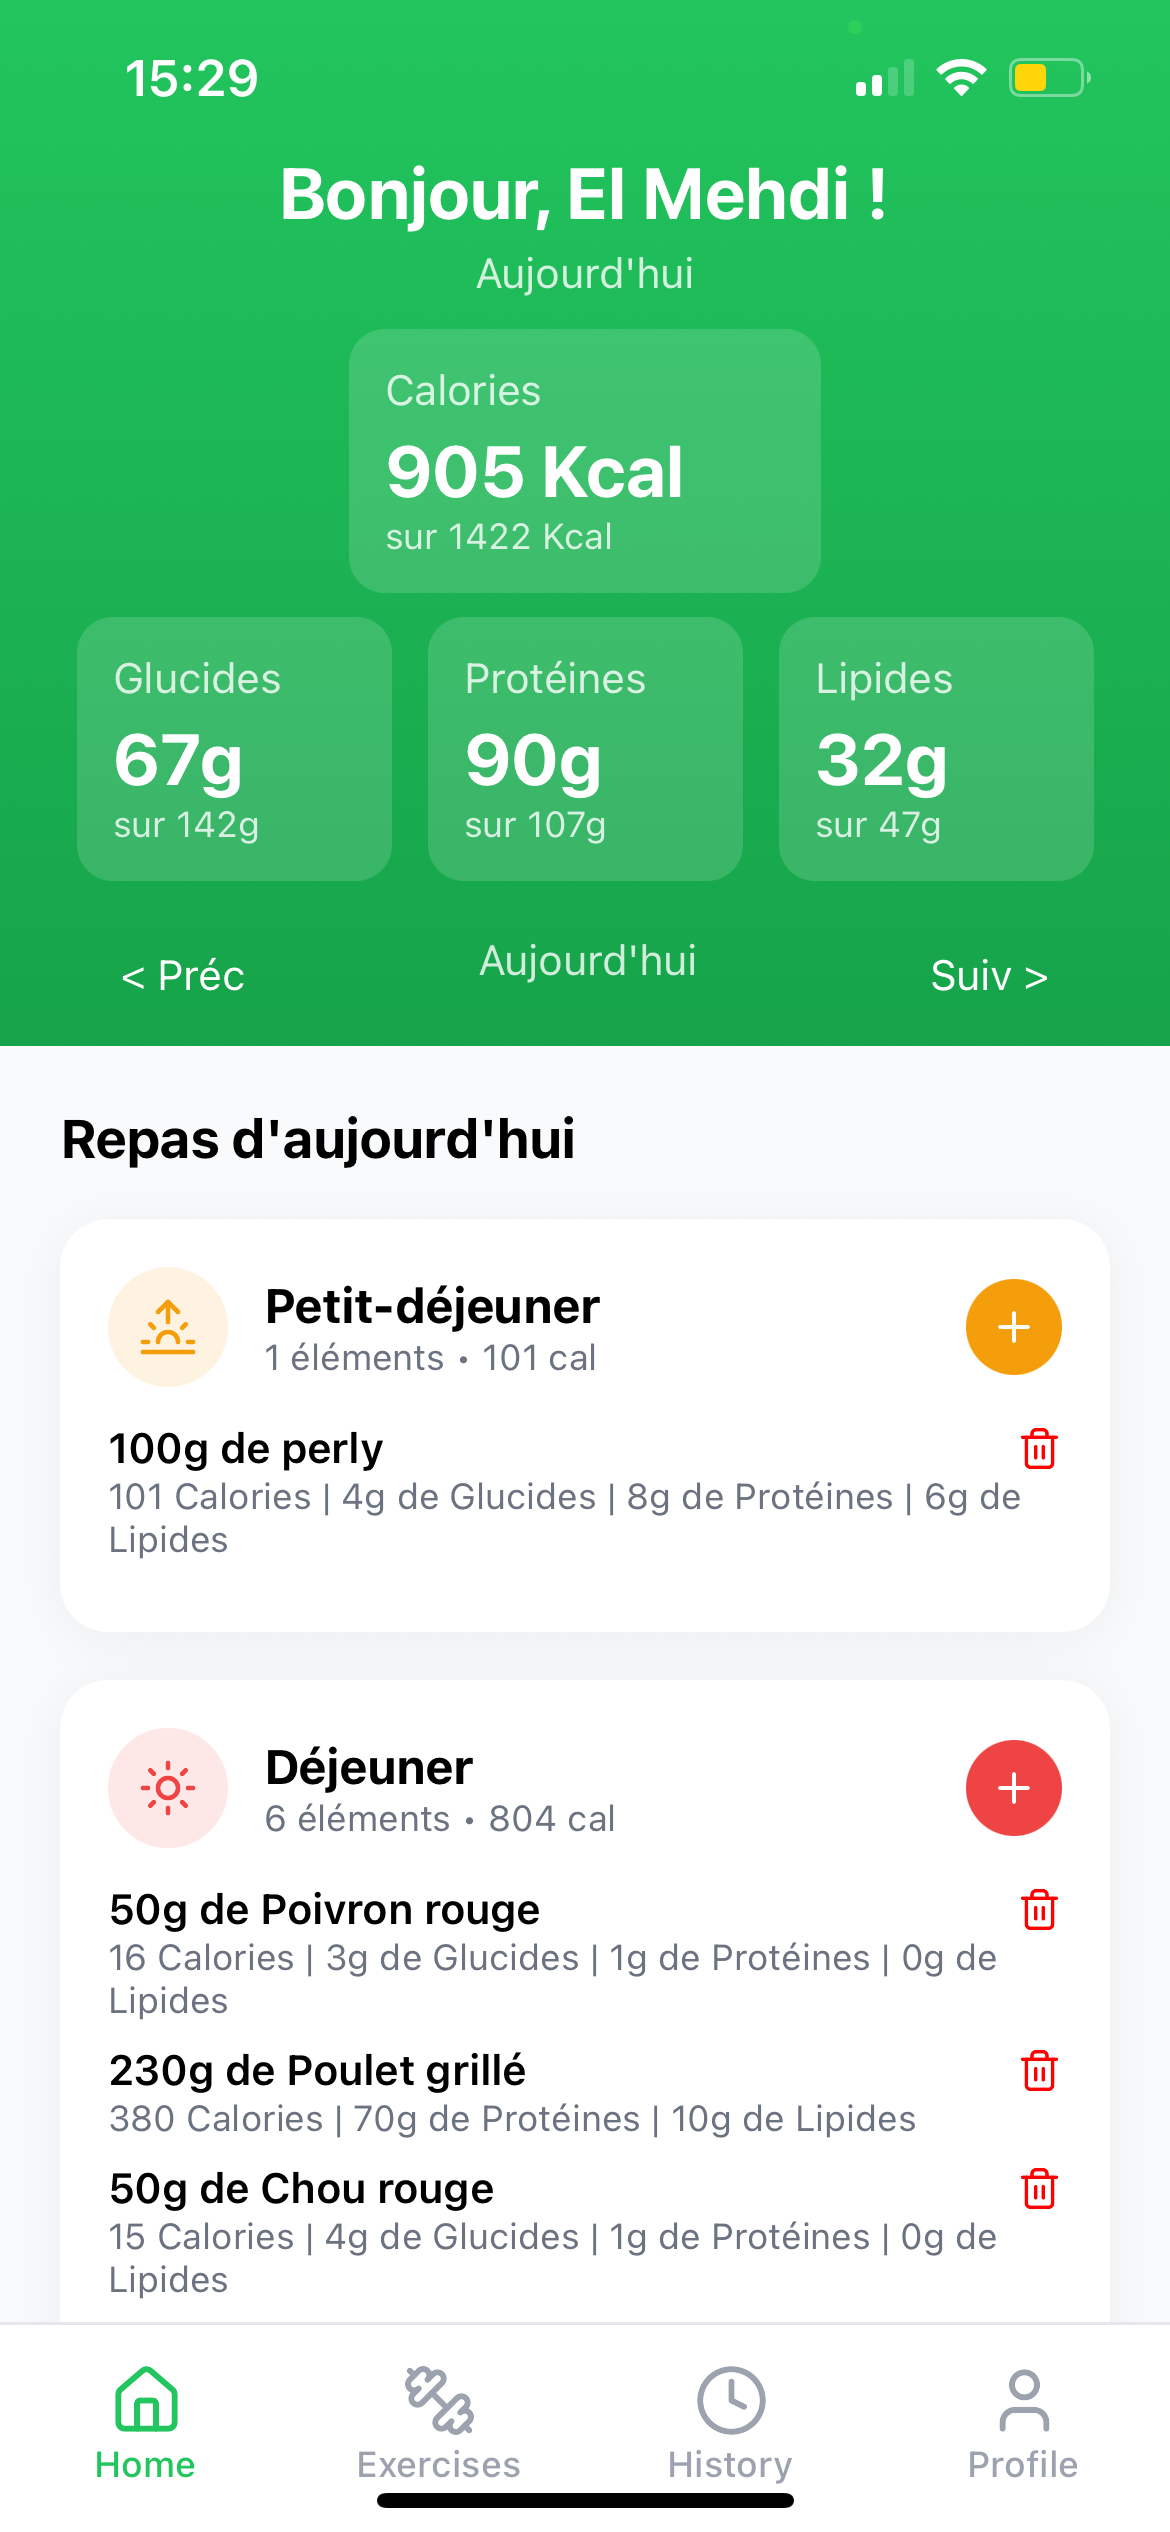 15:29
Bonjour, El Mehdi !
Aujourd'hui
Calories
905 Kcal
sur 1422 Kcal
Glucides
67g
sur 142g
Protéines
90g
sur 107g
Lipides
32g
sur 47g
< Préc
Aujourd'hui
Suiv >
Repas d'aujourd'hui
Petit-déjeuner
1 éléments • 101 cal
100g de perly
101 Calories | 4g de Glucides | 8g de Protéines | 6g de
Lipides
Déjeuner
6 éléments • 804 cal
50g de Poivron rouge
16 Calories | 3g de Glucides | 1g de Protéines | 0g de
Lipides
230g de Poulet grillé
380 Calories | 70g de Protéines | 10g de Lipides
50g de Chou rouge
15 Calories | 4g de Glucides | 1g de Protéines | 0g de
Lipides
Home
Exercises
History
Profile